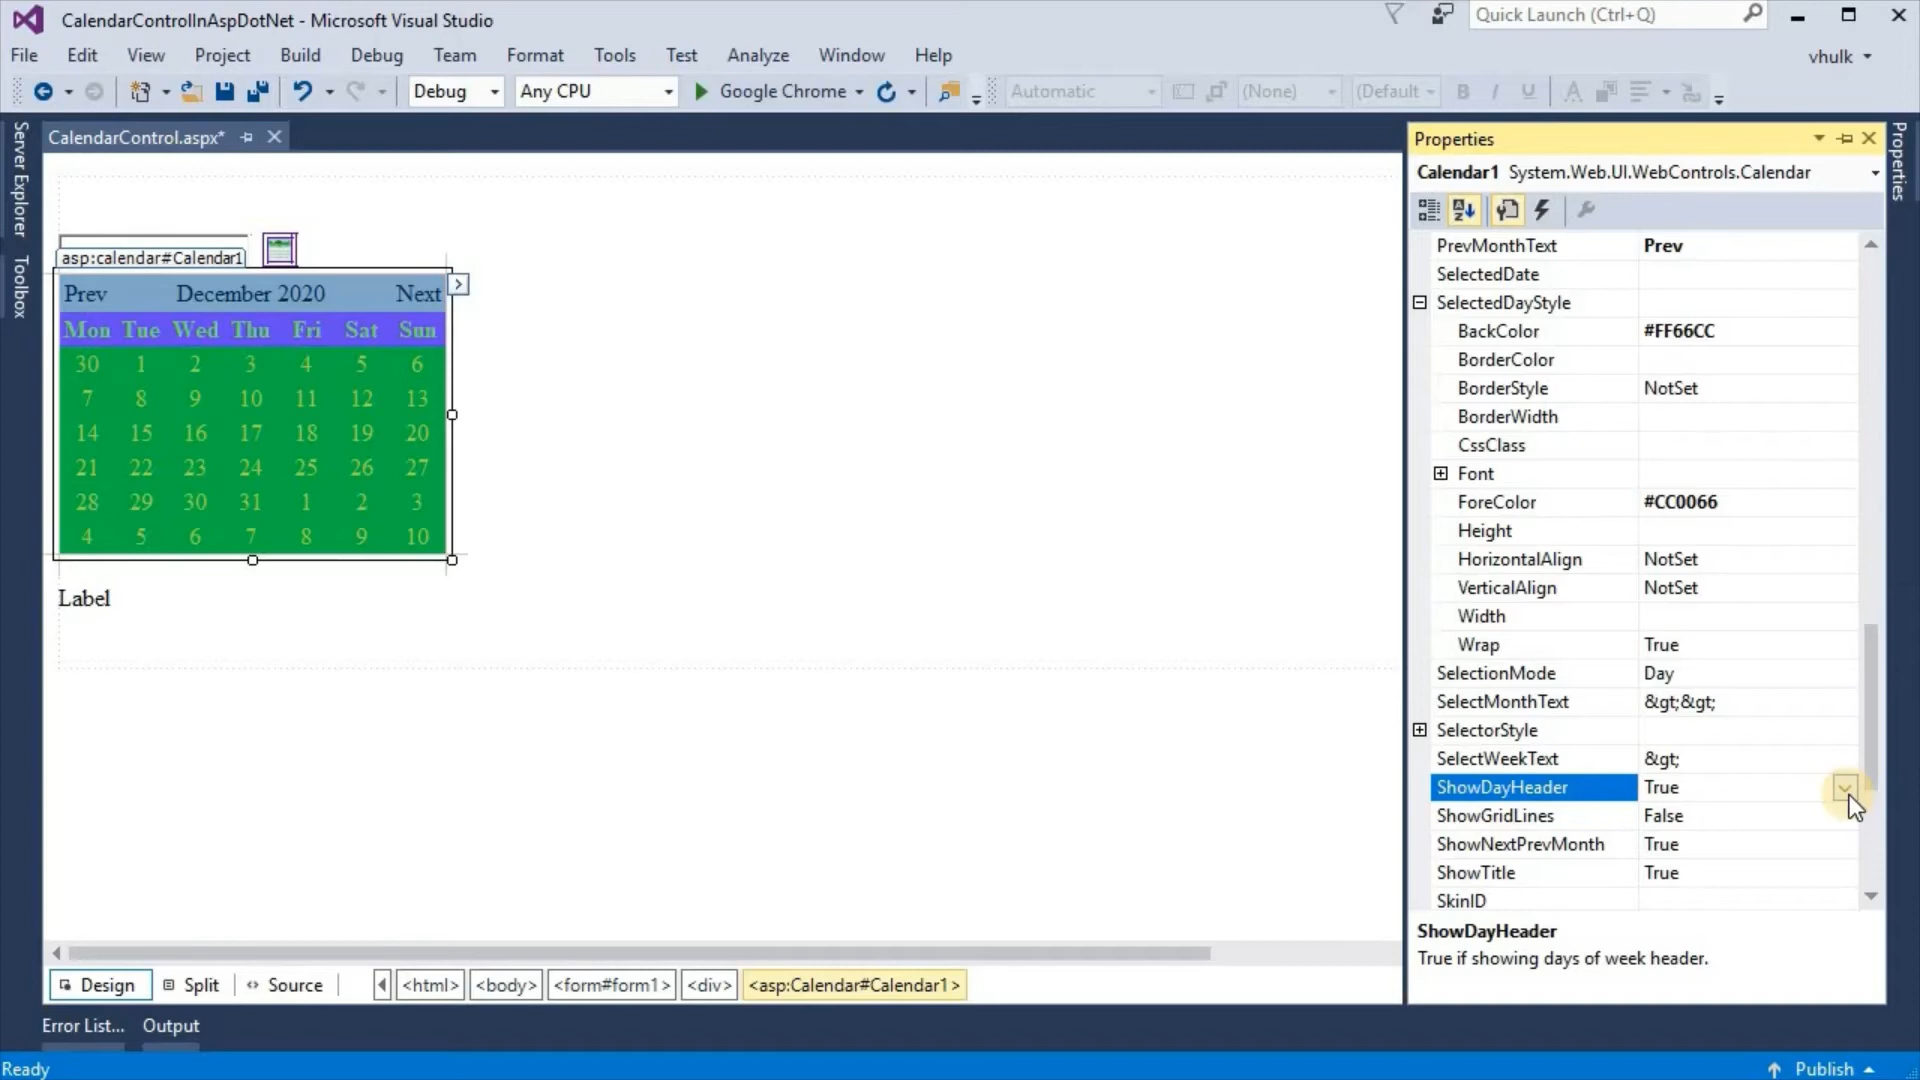 CalendarControlInAspDotNet - Microsoft Visual Studio
Quick Launch (Ctrl+Q)
File Edit View Project Build Debug Team Format Tools Test Analyze Window Help
vhulk
Debug Any CPU Google Chrome Automatic (None) (Default
Server Explorer
Toolbox
CalendarControl.aspx*
asp:calendar#Calendar1
Prev December 2020 Next
Mon Tue Wed Thu Fri Sat Sun
30 1 2 3 4 5 6
7 8 9 10 11 12 13
14 15 16 17 18 19 20
21 22 23 24 25 26 27
28 29 30 31 1 2 3
4 5 6 7 8 9 10
Label
Design Split Source <html> <body> <form#form1> <div> <asp:Calendar#Calendar1>
Error List... Output
Properties
Calendar1 System.Web.UI.WebControls.Calendar
PrevMonthText Prev
SelectedDate
SelectedDayStyle
BackColor #FF66CC
BorderColor
BorderStyle NotSet
BorderWidth
CssClass
Font
ForeColor #CC0066
Height
HorizontalAlign NotSet
VerticalAlign NotSet
Width
Wrap True
SelectionMode Day
SelectMonthText &gt;&gt;
SelectorStyle
SelectWeekText &gt;
ShowDayHeader True
ShowGridLines False
ShowNextPrevMonth True
ShowTitle True
SkinID
ShowDayHeader
True if showing days of week header.
Properties
Ready
Publish